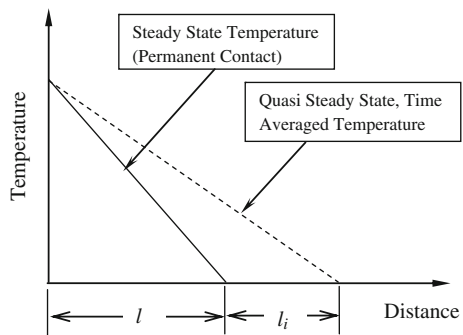 Steady State Temperature
(Permanent Contact)
Quasi Steady State, Time
Averaged Temperature
Temperature
l
l_i
Distance